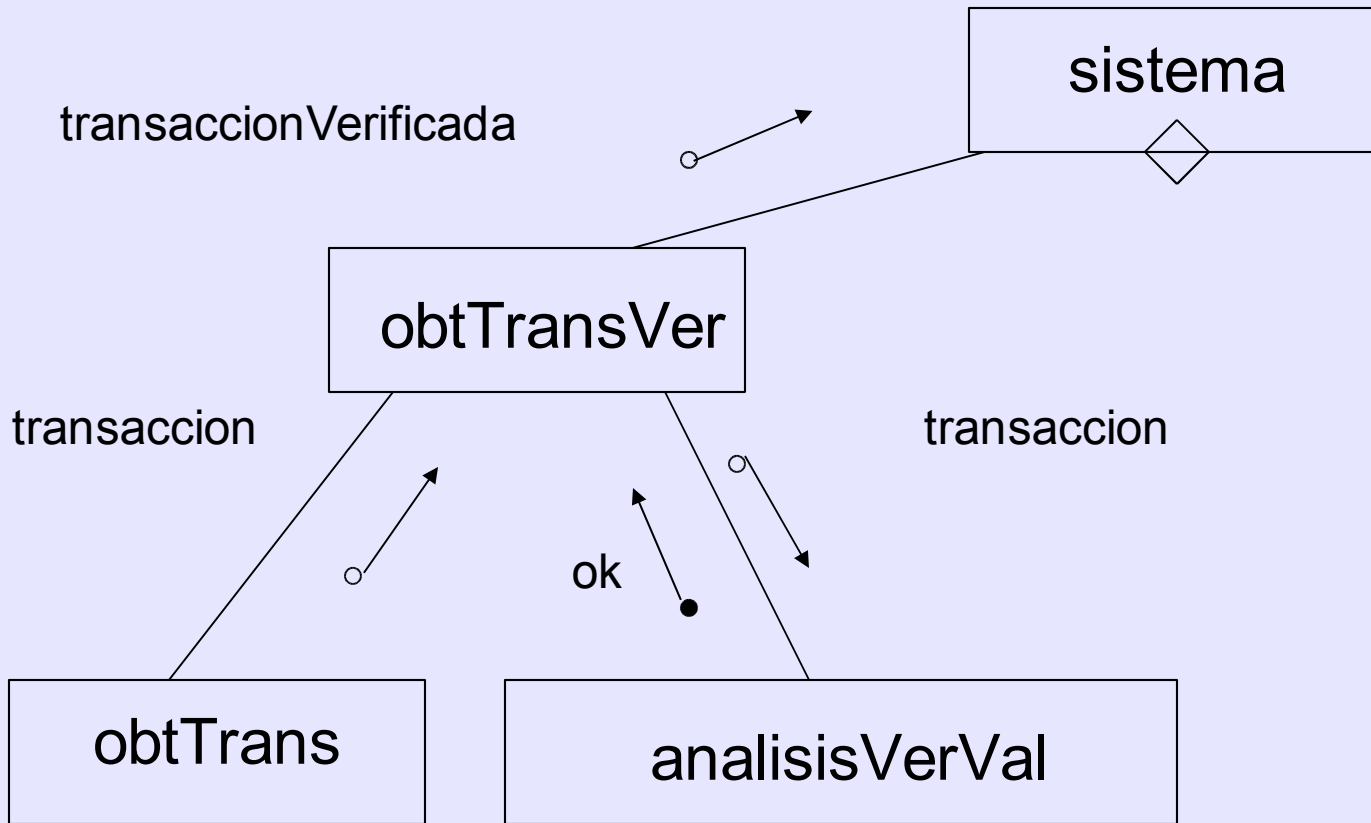 sistema
transaccionVerificada
obtTransVer
transaccion
transaccion
ok
obtTrans
analisisVerVal